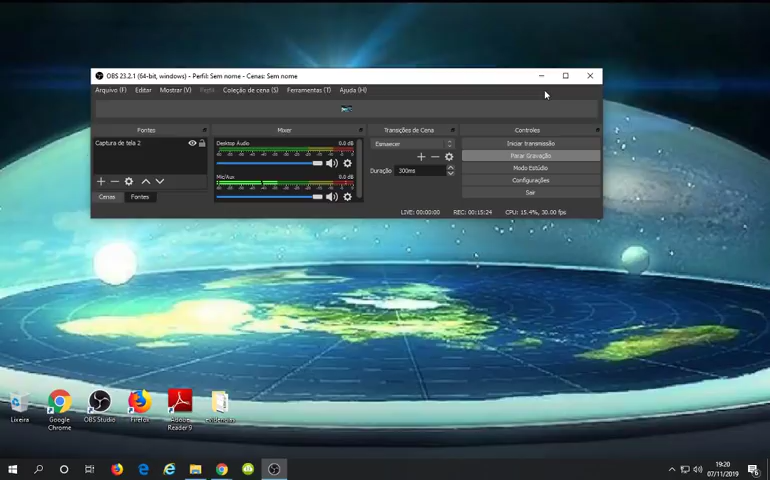 OBS 23.2.1 (64-bit, windows) - Perfil: Sem nome - Cenas: Sem nome
Arquivo (F) Editar Mostrar (V) Perfil Coleção de cena (S) Ferramentas (T) Ajuda (H)
Fontes Mixer Transições de Cena Controles
Captura de tela 2
Desktop Audio 0.0 dB
Mic/Aux 0.0 dB
Cenas Fontes
Esmaecer
Duração 300ms
Iniciar transmissão
Parar Gravação
Modo Estúdio
Configurações
Sair
LIVE: 00:00:00 REC: 00:15:24 CPU: 15.4%, 30.00 fps
Lixeira
Google Chrome
OBS Studio
Firefox
Adobe Reader 9
evidencias
19:20
07/11/2019